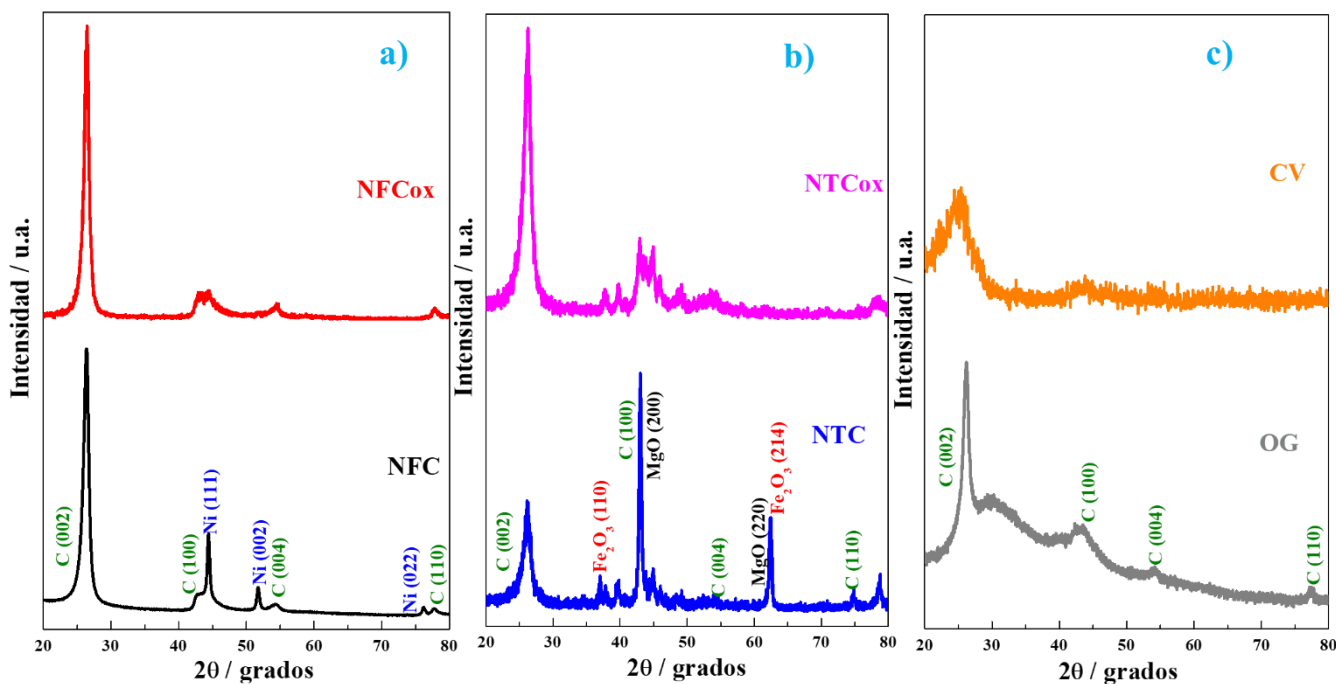 a)
NFCox
NFC
C (002)
C (100)
Ni (111)
Ni (002)
C (004)
Ni (022)
C (110)
Intensidad / u.a.
20 30 40 50 60 70 80
2θ / grados
b)
NTCox
NTC
C (002)
Fe₂O₃ (110)
C (100)
MgO (200)
C (004)
MgO (220)
Fe₂O₃ (214)
C (110)
Intensidad / u.a.
20 30 40 50 60 70 80
2θ / grados
c)
CV
OG
C (002)
C (100)
C (004)
C (110)
Intensidad / u.a.
20 30 40 50 60 70 80
2θ / grados